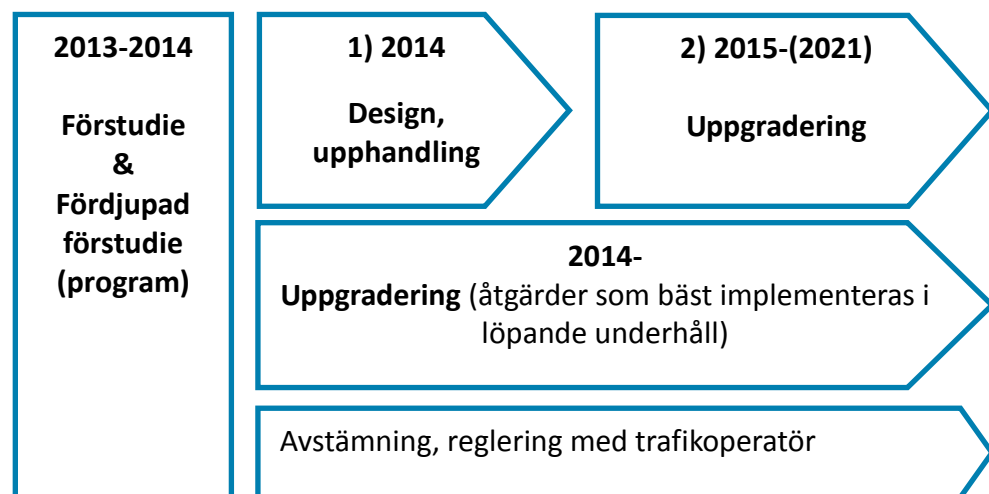 2013-2014
Förstudie
&
Fördjupad
förstudie
(program)
1) 2014
Design,
upphandling
2) 2015-(2021)
Uppgradering
2014-
Uppgradering (åtgärder som bäst implementeras i
löpande underhåll)
Avstämning, reglering med trafikoperatör